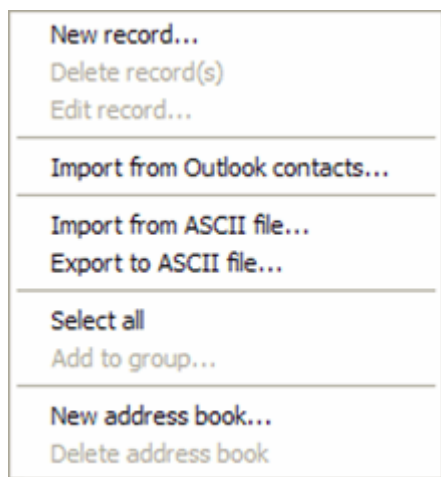 New record...
Delete record(s)
Edit record...
Import from Outlook contacts...
Import from ASCII file...
Export to ASCII file...
Select all
Add to group...
New address book...
Delete address book